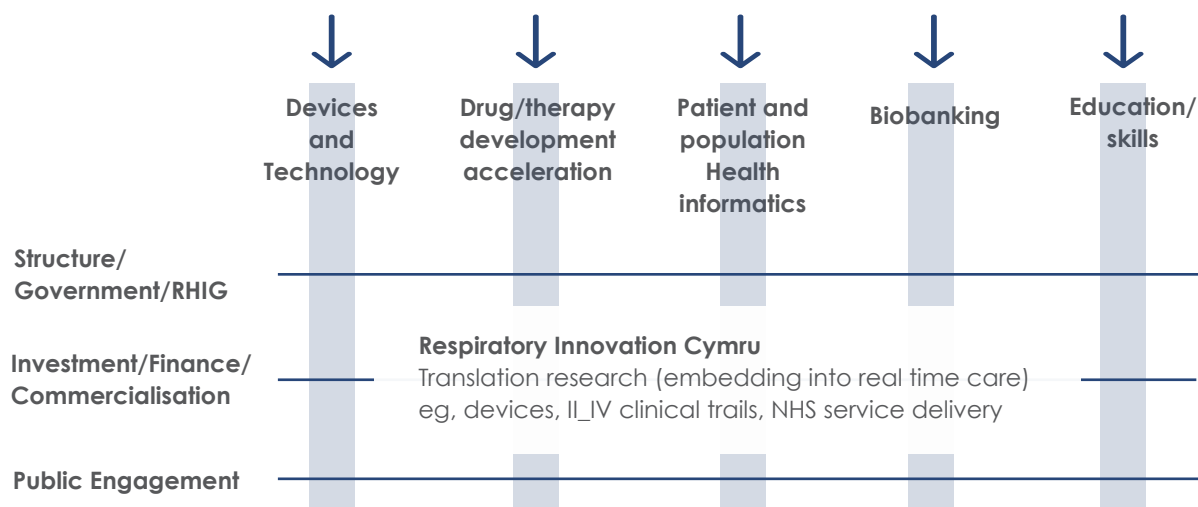 Devices
and
Technology
Drug/therapy
development
acceleration
Patient and
population
Health
informatics
Biobanking
Education/
skills
Structure/
Government/RHIG
Investment/Finance/
Commercialisation
Respiratory Innovation Cymru
Translation research (embedding into real time care)
eg, devices, II_IV clinical trails, NHS service delivery
Public Engagement